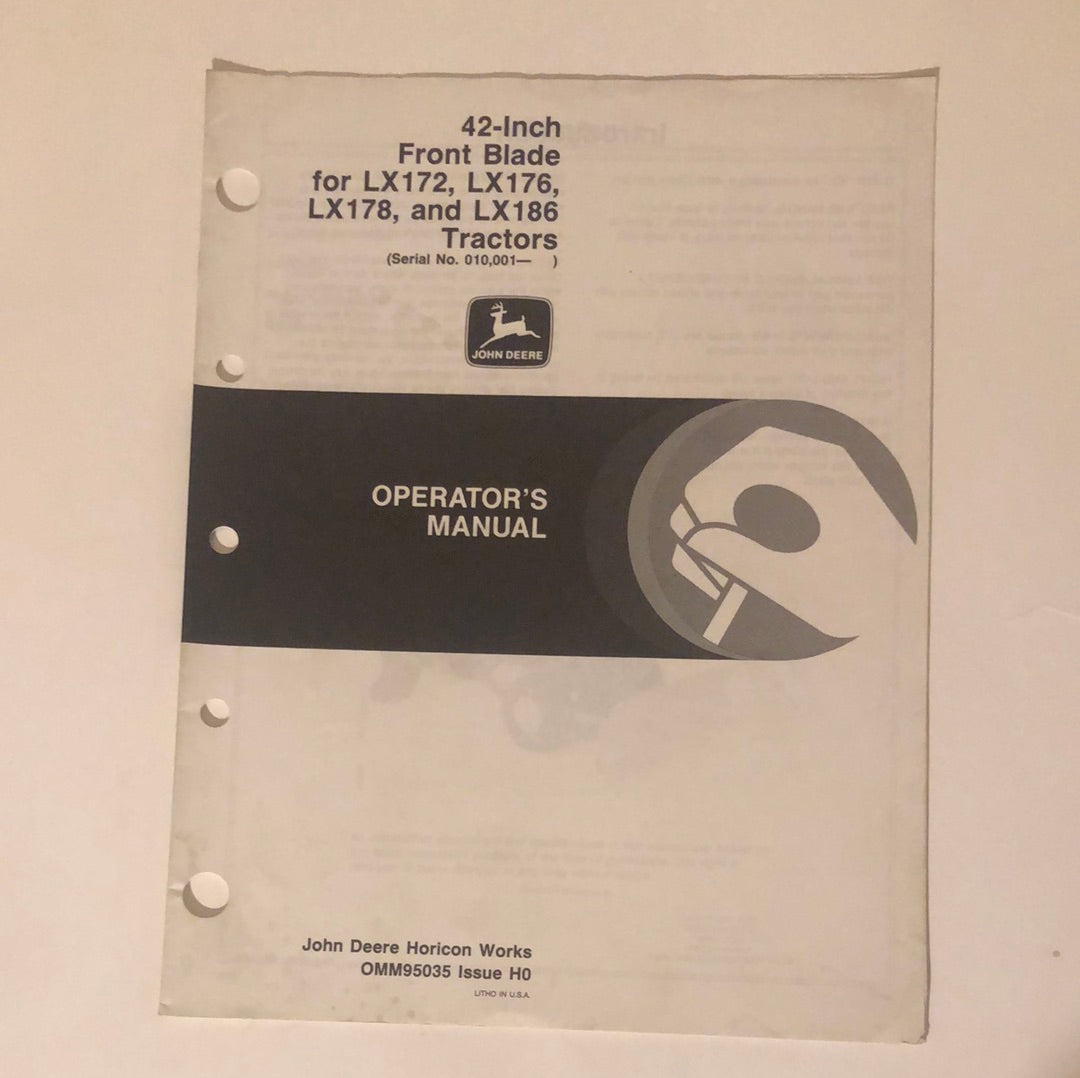 42-Inch
Front Blade
for LX172, LX176,
LX178, and LX186
Tractors
(Serial No. 010,001— )
JOHN DEERE
OPERATOR'S
MANUAL
John Deere Horicon Works
OMM95035 Issue H0
LITHO IN U.S.A.